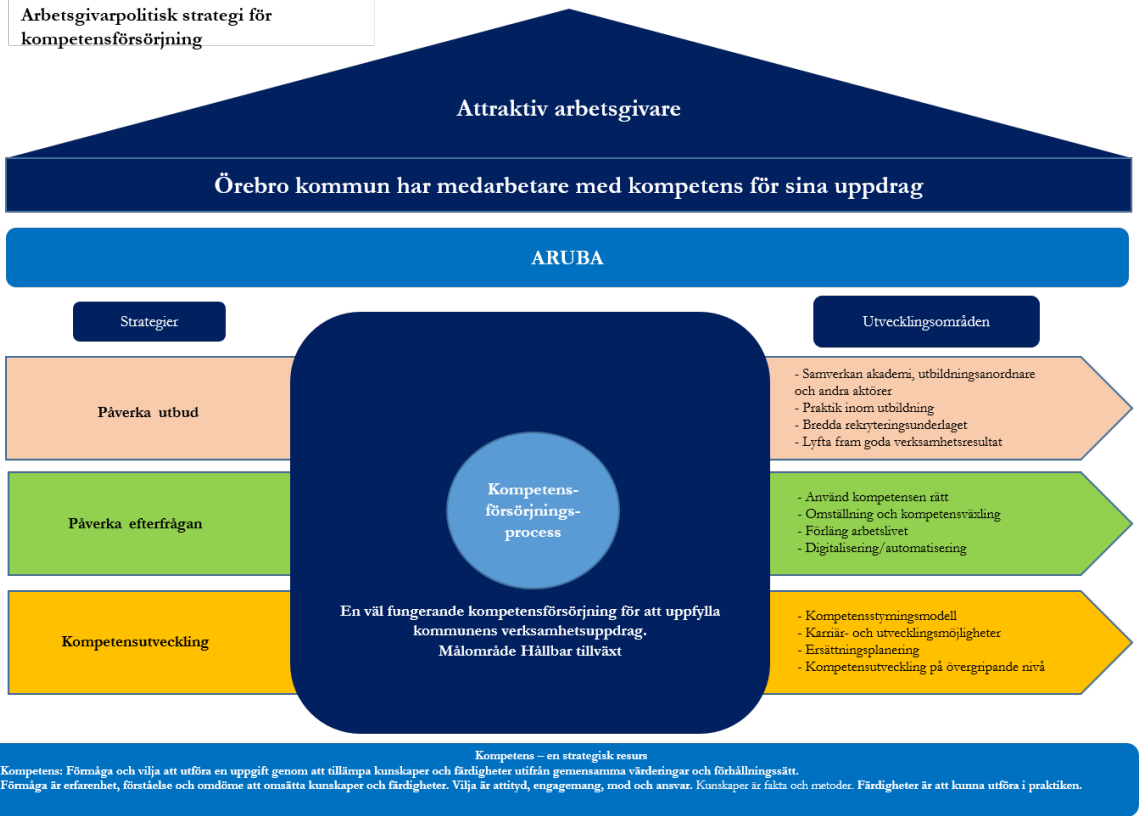 Arbetsgivarpolitisk strategi för
kompetensförsörjning
Attraktiv arbetsgivare
Örebro kommun har medarbetare med kompetens för sina uppdrag
ARUBA
Strategier
Utvecklingsområden
Påverka utbud
- Samverkan akademi, utbildningsanordnare
och andra aktörer
- Praktik inom utbildning
- Bredda rekryteringsunderlaget
- Lyfta fram goda verksamhetsresultat
Påverka efterfrågan
- Använd kompetensen rätt
- Omställning och kompetensväxling
- Förläng arbetslivet
- Digitalisering/automatisering
Kompetensutveckling
- Kompetensstyrningsmodell
- Karriär- och utvecklingsmöjligheter
- Ersättningsplanering
- Kompetensutveckling på övergripande nivå
Kompetens-
försörjnings-
process
En väl fungerande kompetensförsörjning för att uppfylla
kommunens verksamhetsuppdrag.
Målområde Hållbar tillväxt
Kompetens – en strategisk resurs
Kompetens: Förmåga och vilja att utföra en uppgift genom att tillämpa kunskaper och färdigheter utifrån gemensamma värderingar och förhållningssätt.
Förmåga är erfarenhet, förståelse och omdöme att omsätta kunskaper och färdigheter. Vilja är attityd, engagemang, mod och ansvar. Kunskaper är fakta och metoder. Färdigheter är att kunna utföra i praktiken.